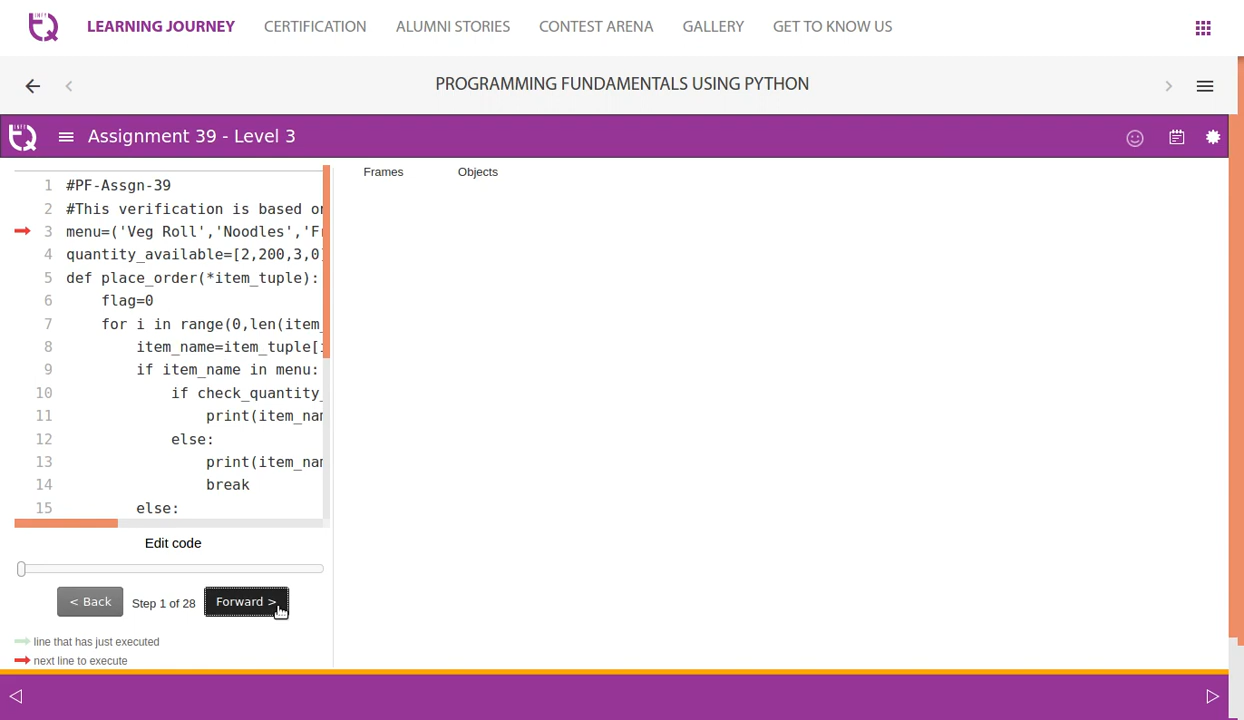 LEARNING JOURNEY CERTIFICATION ALUMNI STORIES CONTEST ARENA GALLERY GET TO KNOW US
PROGRAMMING FUNDAMENTALS USING PYTHON
Assignment 39 - Level 3
Frames Objects
1 #PF-Assgn-39
2 #This verification is based
3 menu=('Veg Roll','Noodles','F
4 quantity_available=[2,200,3,0
5 def place_order(*item_tuple):
6 flag=0
7 for i in range(0,len(item_
8 item_name=item_tuple[
9 if item_name in menu:
10 if check_quantity_
11 print(item_na
12 else:
13 print(item_na
14 break
15 else:
Edit code
< Back Step 1 of 28 Forward >
line that has just executed
next line to execute